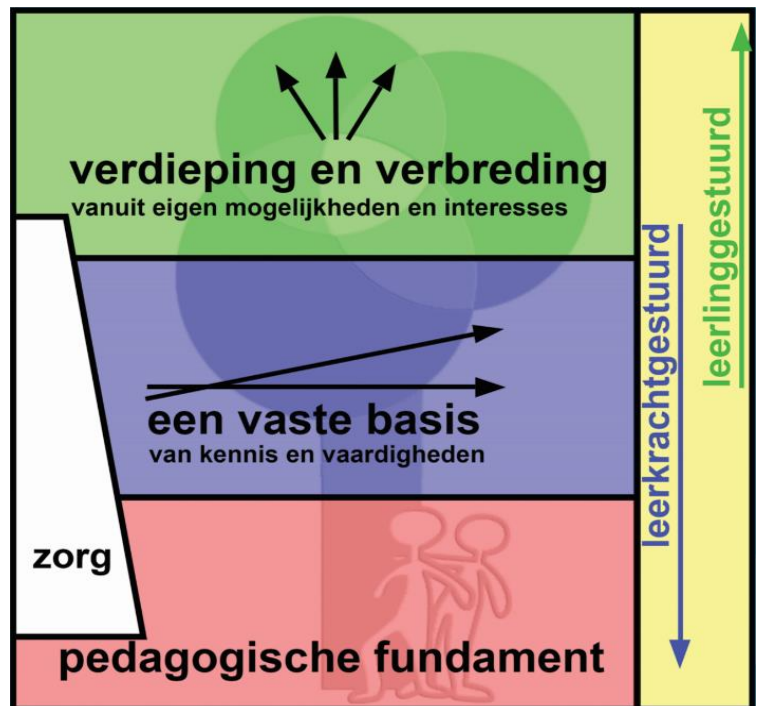 verdieping en verbreding
vanuit eigen mogelijkheden en interesses
een vaste basis
van kennis en vaardigheden
zorg
pedagogische fundament
leerkrachtgestuurd
leerlinggestuurd